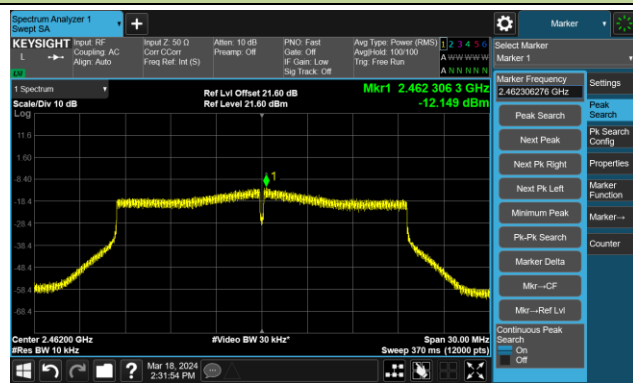 Spectrum Analyzer 1
Swept SA
Marker
KEYSIGHT
L
Input: RF
Coupling: AC
Align: Auto
Input Z: 50 Ω
Corr CCorr
Freq Ref: Int (S)
Atten: 10 dB
Preamp: Off
PNO: Fast
Gate: Off
IF Gain: Low
Sig Track: Off
Avg Type: Power (RMS)
Avg|Hold: 100/100
Trig: Free Run
1 2 3 4 5 6
A W W W W W
A N N N N N
Select Marker
Marker 1
1 Spectrum
Scale/Div 10 dB
Log
Ref Lvl Offset 21.60 dB
Ref Level 21.60 dBm
Mkr1 2.462 306 3 GHz
-12.149 dBm
11.6
1.60
-8.40
-18.4
-28.4
-38.4
-48.4
-58.4
-68.4
1
Center 2.46200 GHz
#Res BW 10 kHz
#Video BW 30 kHz*
Span 30.00 MHz
Sweep 370 ms (12000 pts)
Marker Frequency
2.462306276 GHz
Peak Search
Next Peak
Next Pk Right
Next Pk Left
Minimum Peak
Pk-Pk Search
Marker Delta
Mkr→CF
Mkr→Ref Lvl
Continuous Peak
Search
On
Off
Settings
Peak
Search
Pk Search
Config
Properties
Marker
Function
Marker→
Counter
?
Mar 18, 2024
2:31:54 PM